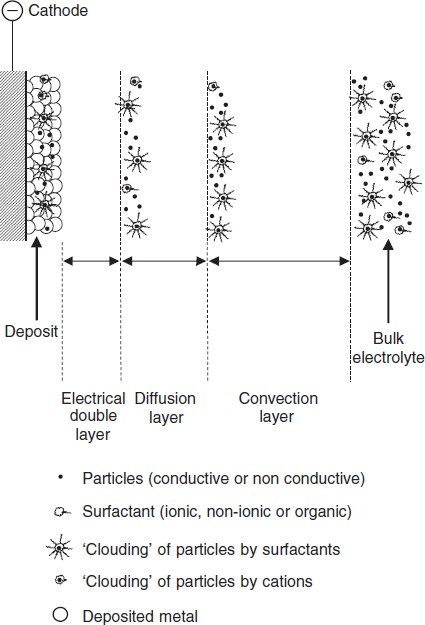 Cathode
Deposit
Bulk
electrolyte
Electrical
double
layer
Diffusion
layer
Convection
layer
Particles (conductive or non conductive)
Surfactant (ionic, non-ionic or organic)
‘Clouding’ of particles by surfactants
‘Clouding’ of particles by cations
Deposited metal